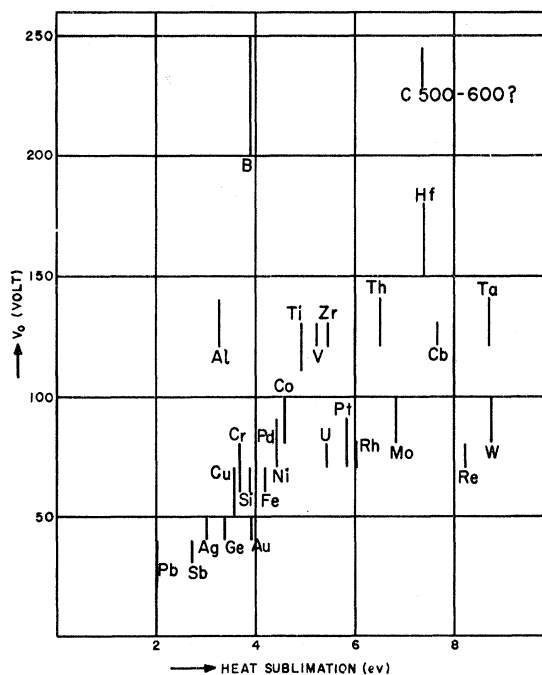 250
C 500-600?
200
B
Hf
V₀ (VOLT)
150
Th
Ta
Ti
Zr
Al
V
Cb
Co
100
Pt
Cr
Pd
U
Rh
Mo
W
Cu
Si
Fe
Ni
Re
50
Ag
Ge
Au
Pb
Sb
2
4
6
8
HEAT SUBLIMATION (ev)